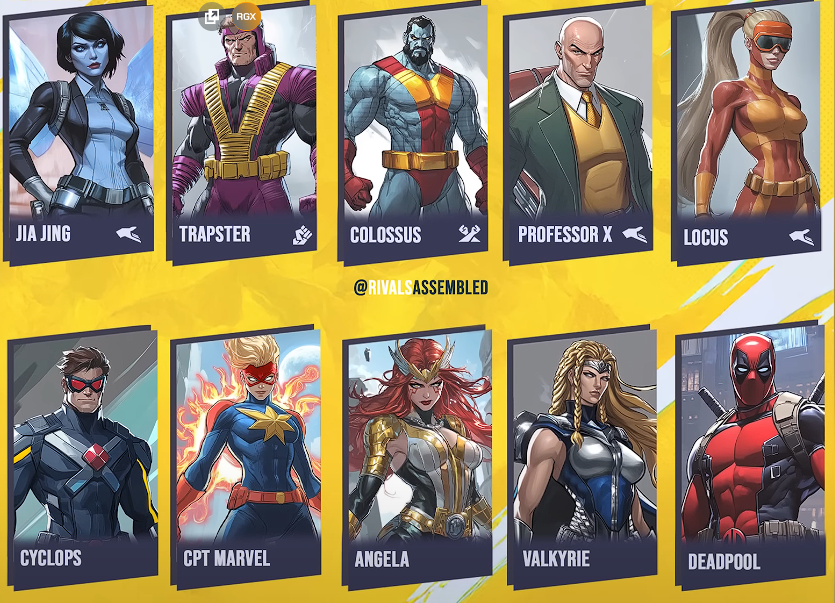 RGX
JIA JING
TRAPSTER
COLOSSUS
PROFESSOR X
LOCUS
@RIVALSASSEMBLED
CYCLOPS
CPT MARVEL
ANGELA
VALKYRIE
DEADPOOL